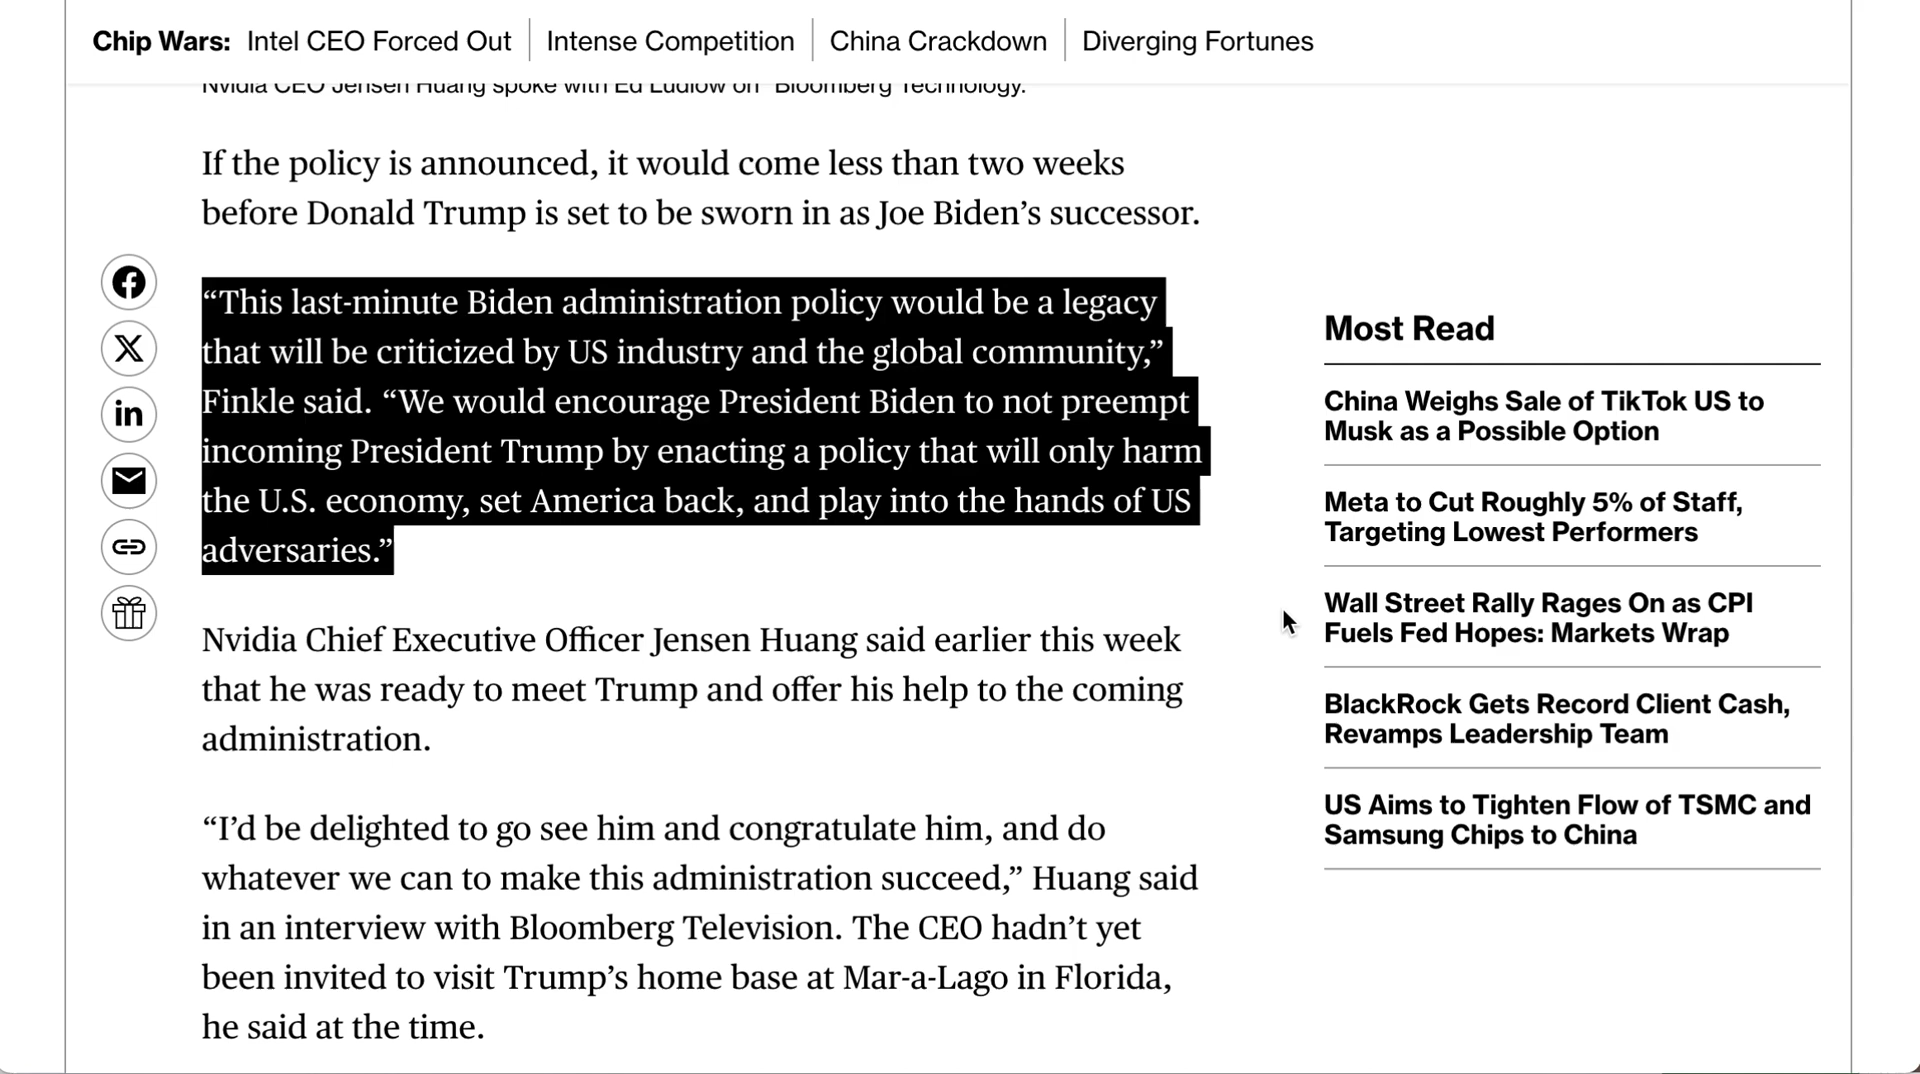 Chip Wars: Intel CEO Forced Out Intense Competition China Crackdown Diverging Fortunes
Nvidia CEO Jensen Huang spoke with Ed Ludlow on "Bloomberg Technology.
If the policy is announced, it would come less than two weeks
before Donald Trump is set to be sworn in as Joe Biden’s successor.
“This last-minute Biden administration policy would be a legacy
that will be criticized by US industry and the global community,”
Finkle said. “We would encourage President Biden to not preempt
incoming President Trump by enacting a policy that will only harm
the U.S. economy, set America back, and play into the hands of US
adversaries.”
Nvidia Chief Executive Officer Jensen Huang said earlier this week
that he was ready to meet Trump and offer his help to the coming
administration.
“I’d be delighted to go see him and congratulate him, and do
whatever we can to make this administration succeed,” Huang said
in an interview with Bloomberg Television. The CEO hadn’t yet
been invited to visit Trump’s home base at Mar-a-Lago in Florida,
he said at the time.
Most Read
China Weighs Sale of TikTok US to
Musk as a Possible Option
Meta to Cut Roughly 5% of Staff,
Targeting Lowest Performers
Wall Street Rally Rages On as CPI
Fuels Fed Hopes: Markets Wrap
BlackRock Gets Record Client Cash,
Revamps Leadership Team
US Aims to Tighten Flow of TSMC and
Samsung Chips to China